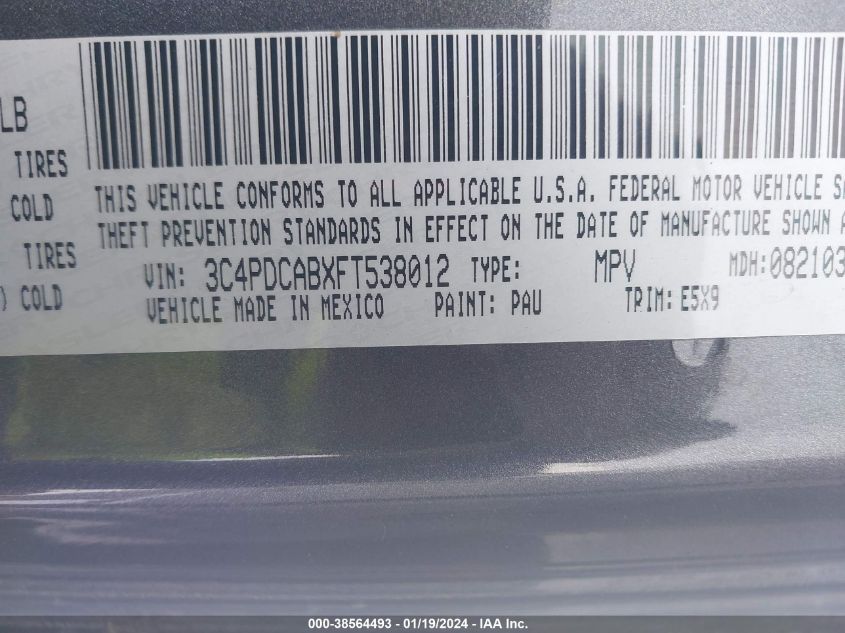 LB
TIRES
COLD
TIRES
) COLD
THIS VEHICLE CONFORMS TO ALL APPLICABLE U.S.A. FEDERAL MOTOR VEHICLE
THEFT PREVENTION STANDARDS IN EFFECT ON THE DATE OF MANUFACTURE SHOWN A
VIN: 3C4PDCABXFT538012 TYPE: MPV MDH:082103
VEHICLE MADE IN MEXICO PAINT: PAU TRIM: E5X9
000-38564493 - 01/19/2024 - IAA Inc.